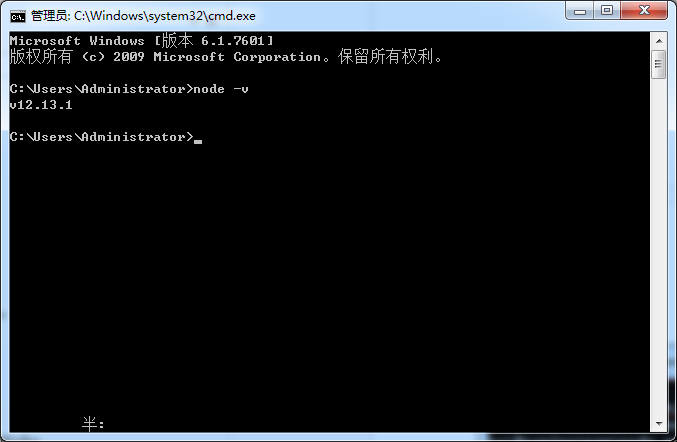 管理员: C:\Windows\system32\cmd.exe
Microsoft Windows [版本 6.1.7601]
版权所有 (c) 2009 Microsoft Corporation。保留所有权利。
C:\Users\Administrator>node -v
v12.13.1
C:\Users\Administrator>_
半: